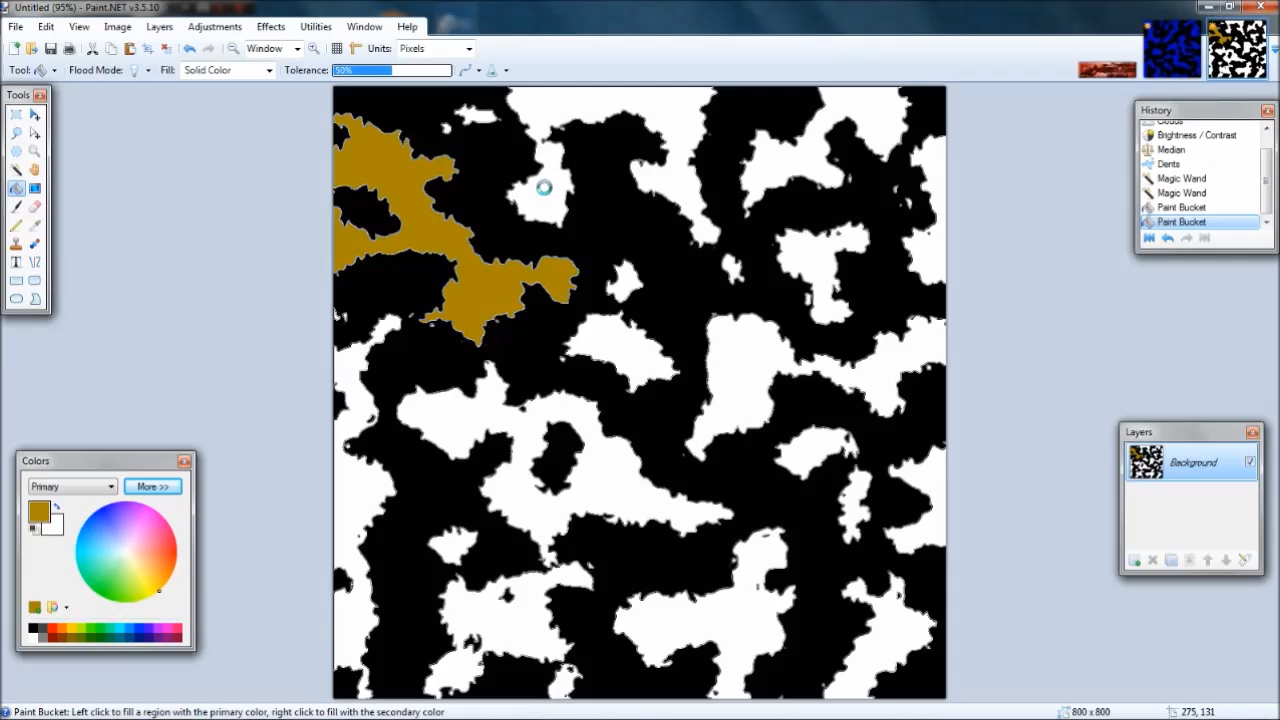 Untitled (95%) - Paint.NET v3.5.10
File Edit View Image Adjustments Effects Utilities Window Help
Window Units: Pixels
Tool: Flood Mode: Fill: Solid Color Tolerance: 50%
Tools
History
Clouds
Brightness / Contrast
Median
Dents
Magic Wand
Magic Wand
Paint Bucket
Paint Bucket
Layers
Background
Colors
Primary More >>
Paint Bucket: Left click to fill a region with the primary color, right click to fill with the secondary color 800 x 800 275, 131